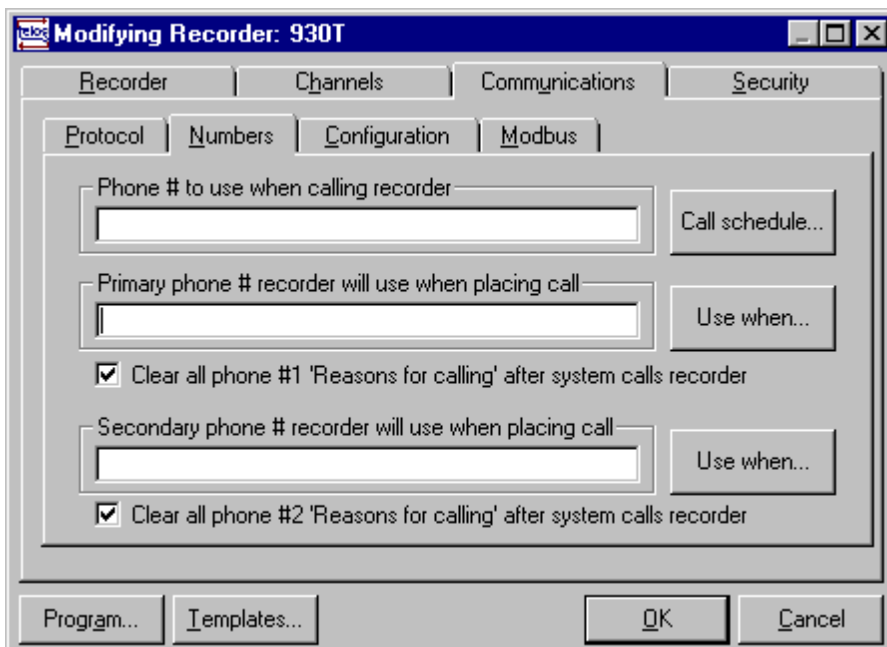 telog Modifying Recorder: 930T
Recorder Channels Communications Security
Protocol Numbers Configuration Modbus
Phone # to use when calling recorder
Call schedule...
Primary phone # recorder will use when placing call
Use when...
Clear all phone #1 'Reasons for calling' after system calls recorder
Secondary phone # recorder will use when placing call
Use when...
Clear all phone #2 'Reasons for calling' after system calls recorder
Program... Templates... OK Cancel